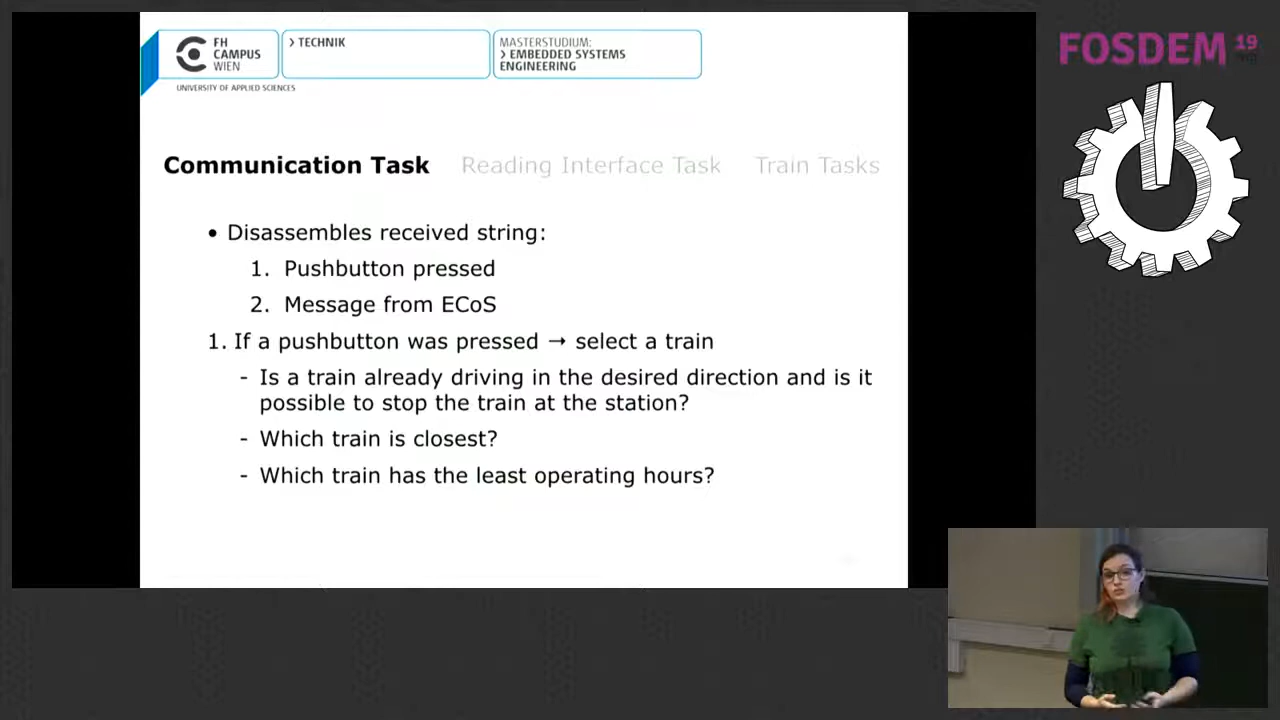 FH
CAMPUS
WIEN
UNIVERSITY OF APPLIED SCIENCES
> TECHNIK
MASTERSTUDIUM:
> EMBEDDED SYSTEMS
ENGINEERING
FOSDEM 19
.org
Communication Task Reading Interface Task Train Tasks
• Disassembles received string:
1. Pushbutton pressed
2. Message from ECoS
1. If a pushbutton was pressed → select a train
- Is a train already driving in the desired direction and is it
possible to stop the train at the station?
- Which train is closest?
- Which train has the least operating hours?